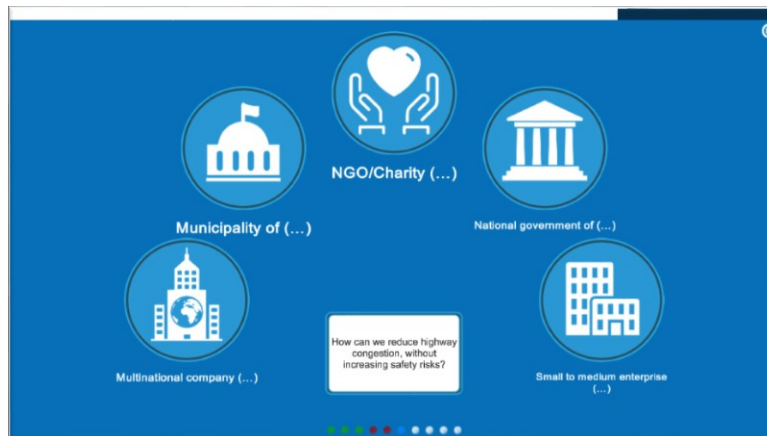 NGO/Charity (...)
Municipality of (...)
National government of (...)
Multinational company (...)
How can we reduce highway
congestion, without
increasing safety risks?
Small to medium enterprise
(...)